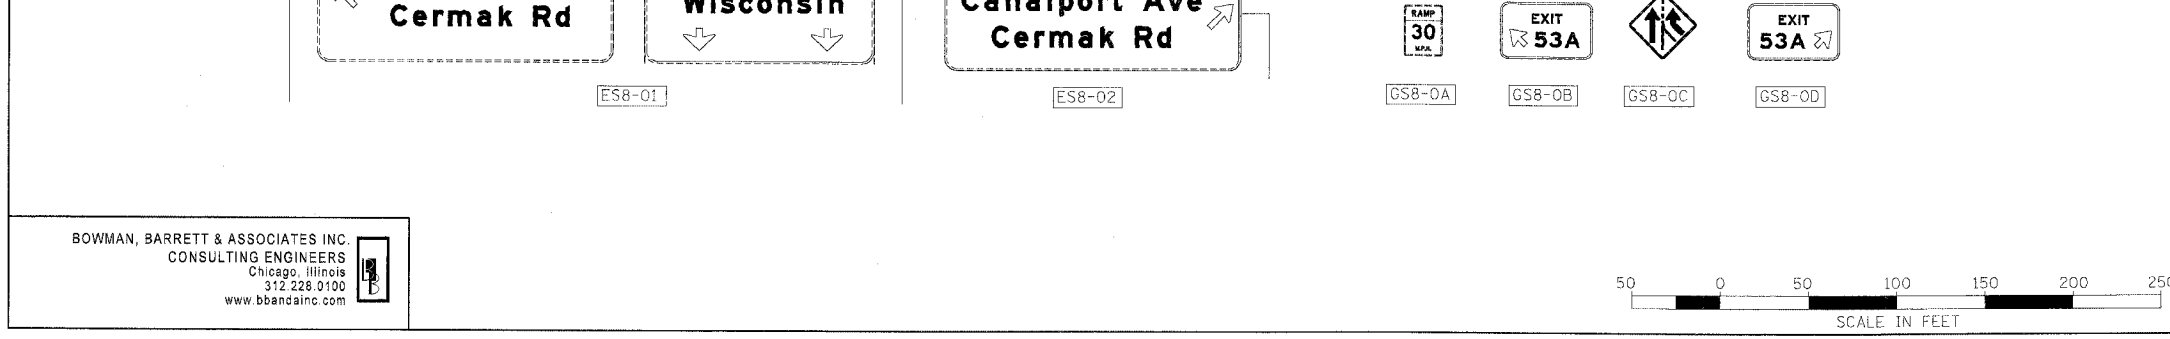 Cermak Rd
Wisconsin
ES8-01
Canalport Ave
Cermak Rd
ES8-02
RAMP
30
M.P.H.
GS8-0A
EXIT
53A
GS8-0B
GS8-0C
EXIT
53A
GS8-0D
BOWMAN, BARRETT & ASSOCIATES INC.
CONSULTING ENGINEERS
Chicago, Illinois
312.228.0100
www.bbandainc.com
50 0 50 100 150 200 250
SCALE IN FEET